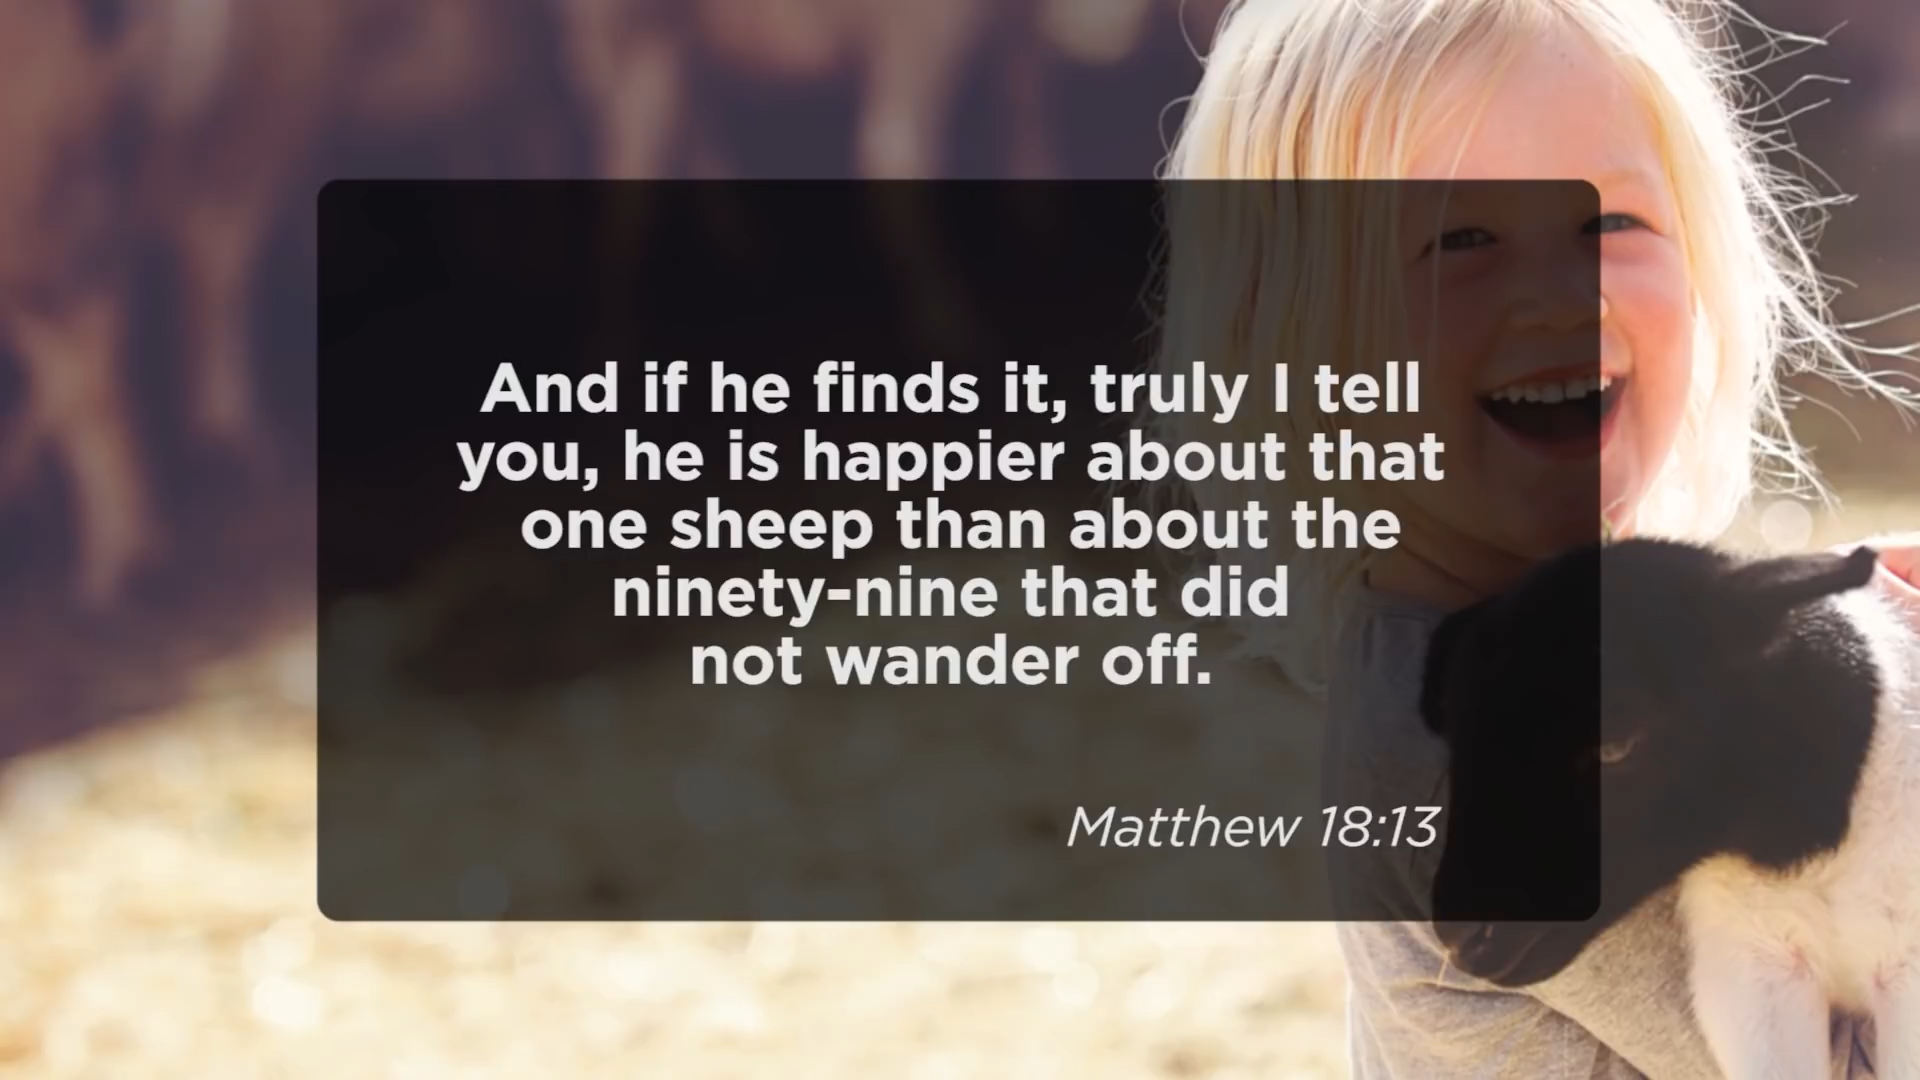 And if he finds it, truly I tell
you, he is happier about that
one sheep than about the
ninety-nine that did
not wander off.
Matthew 18:13